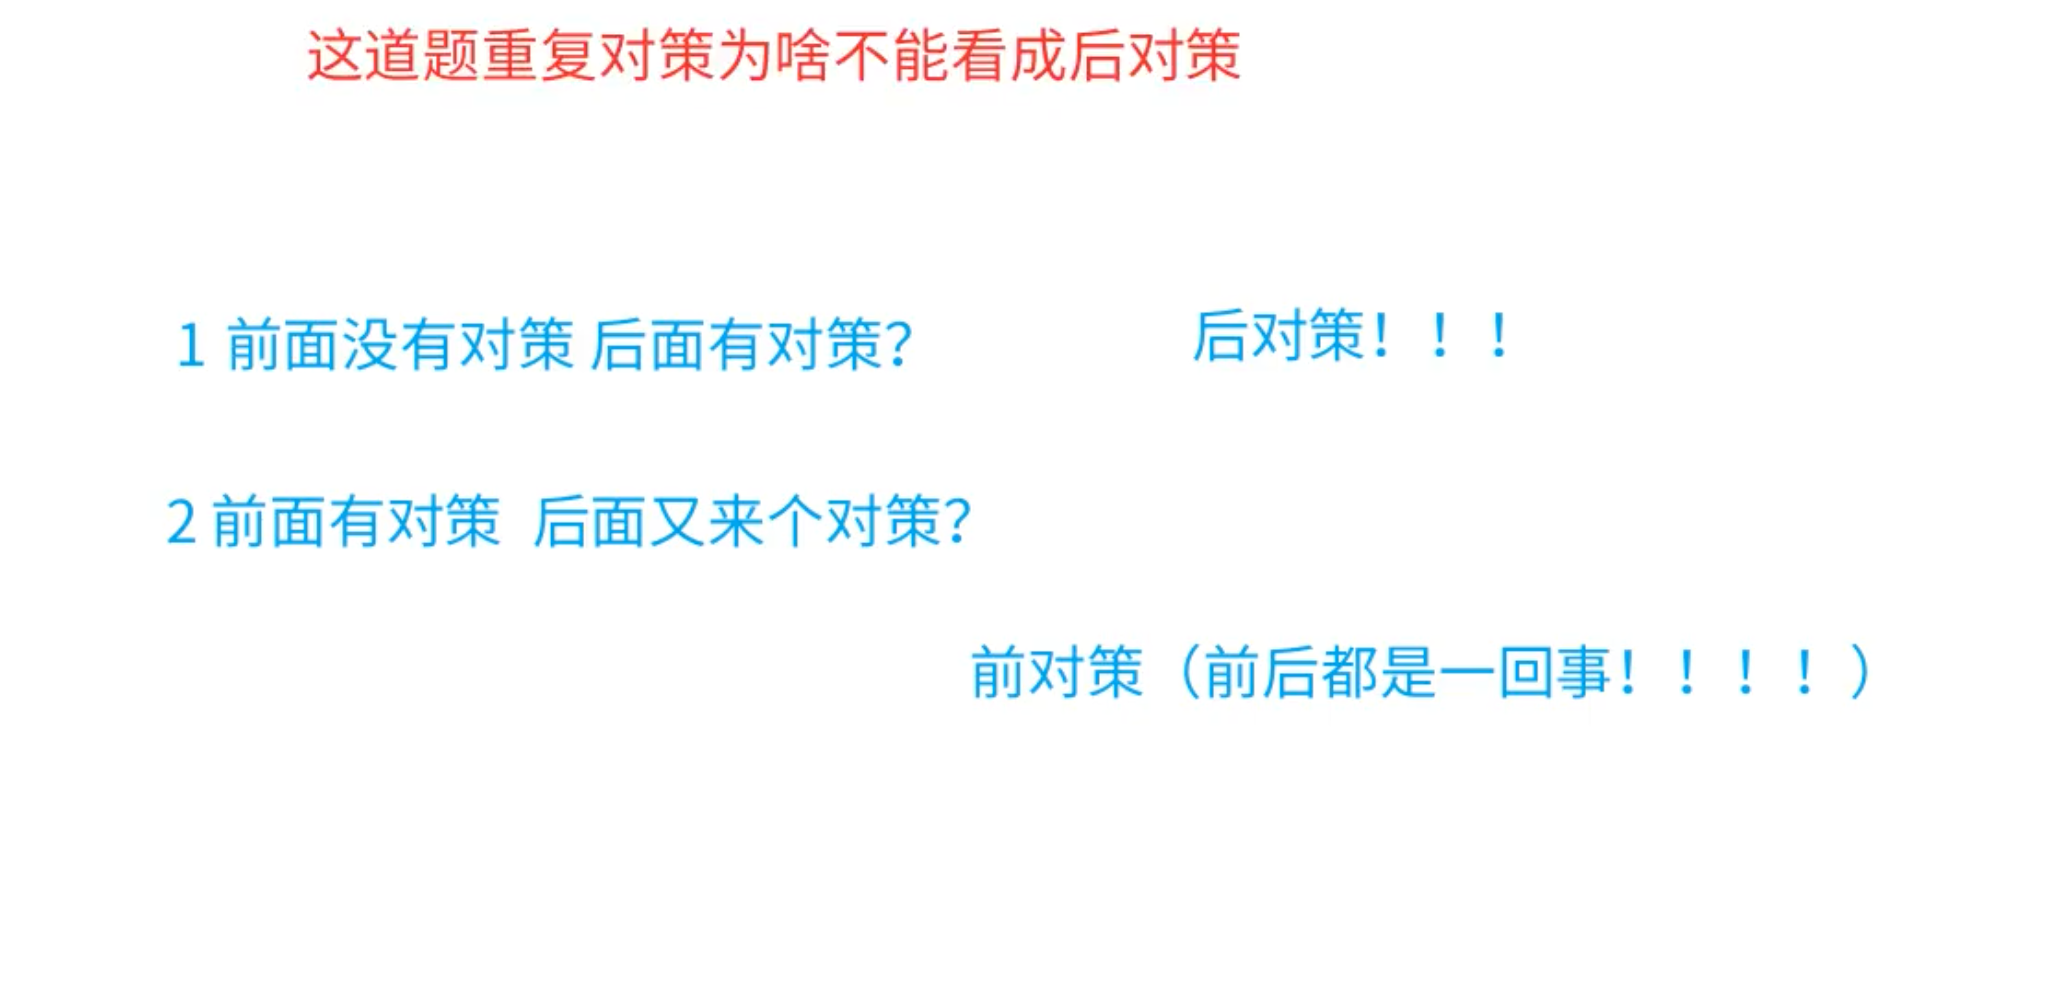 这道题重复对策为啥不能看成后对策
1 前面没有对策 后面有对策? 后对策！！！
2 前面有对策 后面又来个对策?
前对策（前后都是一回事！！！！）